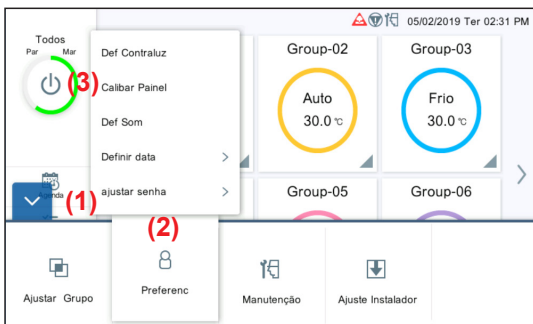 05/02/2019 Ter 02:31 PM
Todos
Par Mar
(3)
Def Contraluz
Calibar Painel
Def Som
Definir data >
ajustar senha >
Group-02
Auto
30.0 ℃
Group-03
Frio
30.0 ℃
Group-05
Group-06
(1)
(2)
Ajustar Grupo
Preferenc
Manutenção
Ajuste Instalador